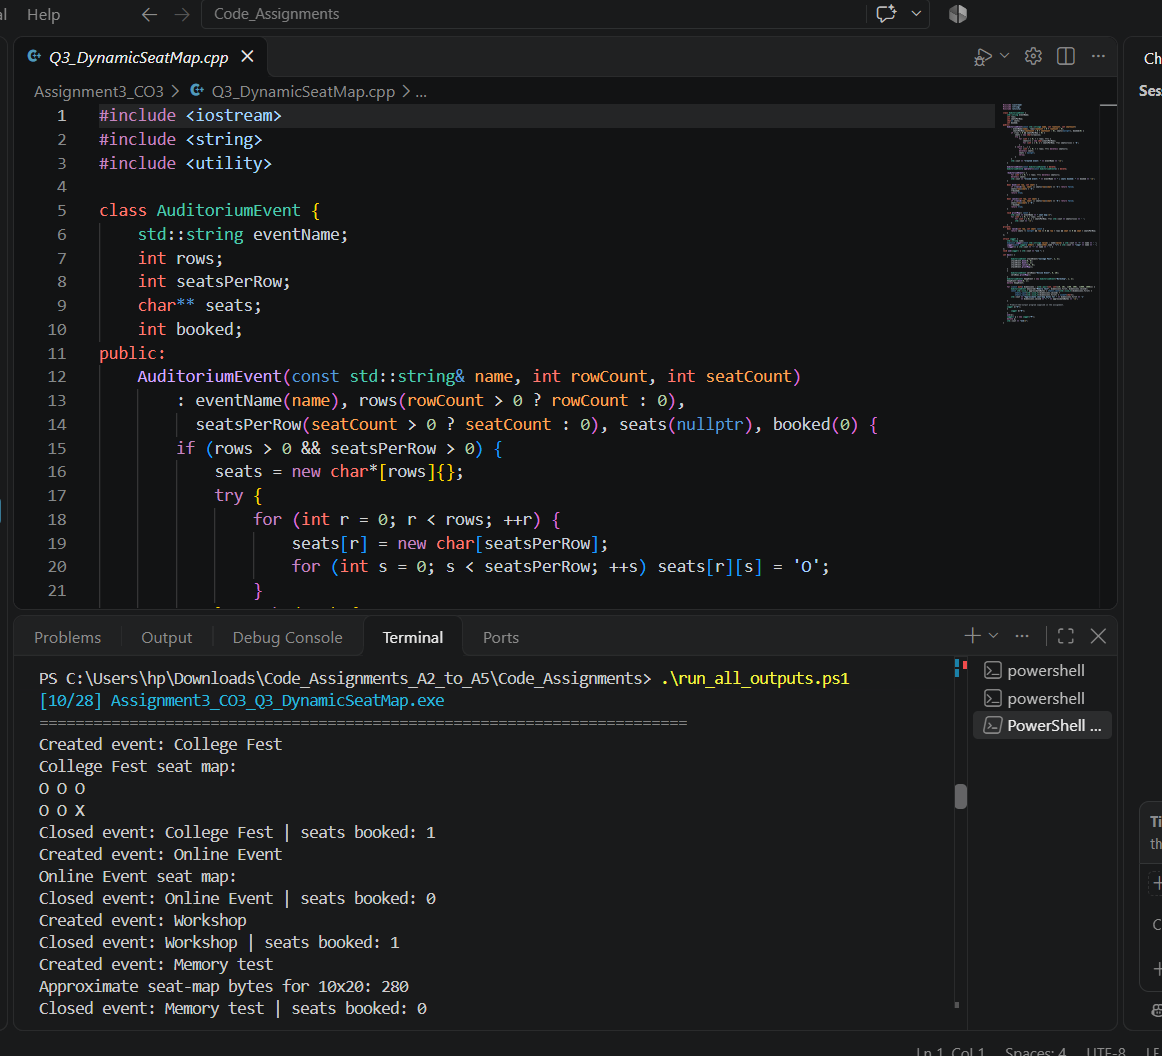 Help
Code_Assignments
Q3_DynamicSeatMap.cpp
Assignment3_CO3 > Q3_DynamicSeatMap.cpp > ...
1 #include <iostream>
2 #include <string>
3 #include <utility>
4
5 class AuditoriumEvent {
6     std::string eventName;
7     int rows;
8     int seatsPerRow;
9     char** seats;
10     int booked;
11 public:
12     AuditoriumEvent(const std::string& name, int rowCount, int seatCount)
13         : eventName(name), rows(rowCount > 0 ? rowCount : 0),
14           seatsPerRow(seatCount > 0 ? seatCount : 0), seats(nullptr), booked(0) {
15         if (rows > 0 && seatsPerRow > 0) {
16             seats = new char*[rows]{};
17             try {
18                 for (int r = 0; r < rows; ++r) {
19                     seats[r] = new char[seatsPerRow];
20                     for (int s = 0; s < seatsPerRow; ++s) seats[r][s] = 'O';
21                 }
Problems Output Debug Console Terminal Ports
PS C:\Users\hp\Downloads\Code_Assignments_A2_to_A5\Code_Assignments> .\run_all_outputs.ps1
[10/28] Assignment3_CO3_Q3_DynamicSeatMap.exe
========================================================================
Created event: College Fest
College Fest seat map:
O O O
O O X
Closed event: College Fest | seats booked: 1
Created event: Online Event
Online Event seat map:
Closed event: Online Event | seats booked: 0
Created event: Workshop
Closed event: Workshop | seats booked: 1
Created event: Memory test
Approximate seat-map bytes for 10x20: 280
Closed event: Memory test | seats booked: 0
powershell
powershell
PowerShell ...
Ln 1, Col 1 Spaces: 4 UTF-8